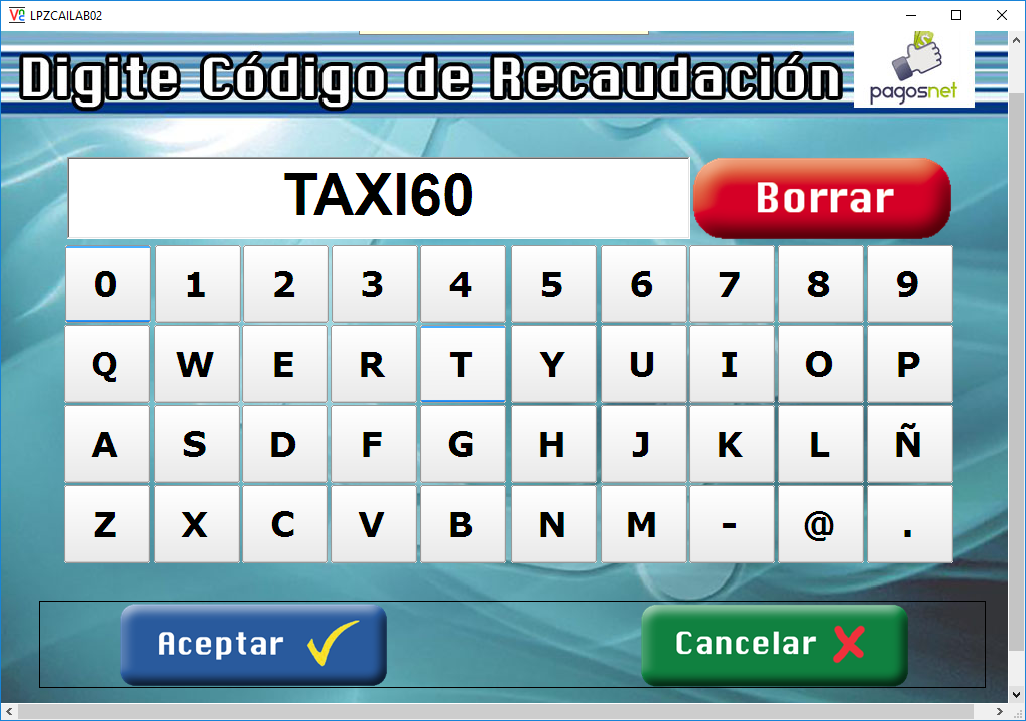 LPZCAILAB02
Digite Código de Recaudación
pagosnet
TAXI60
Borrar
0 1 2 3 4 5 6 7 8 9
Q W E R T Y U I O P
A S D F G H J K L Ñ
Z X C V B N M - @ .
Aceptar Cancelar